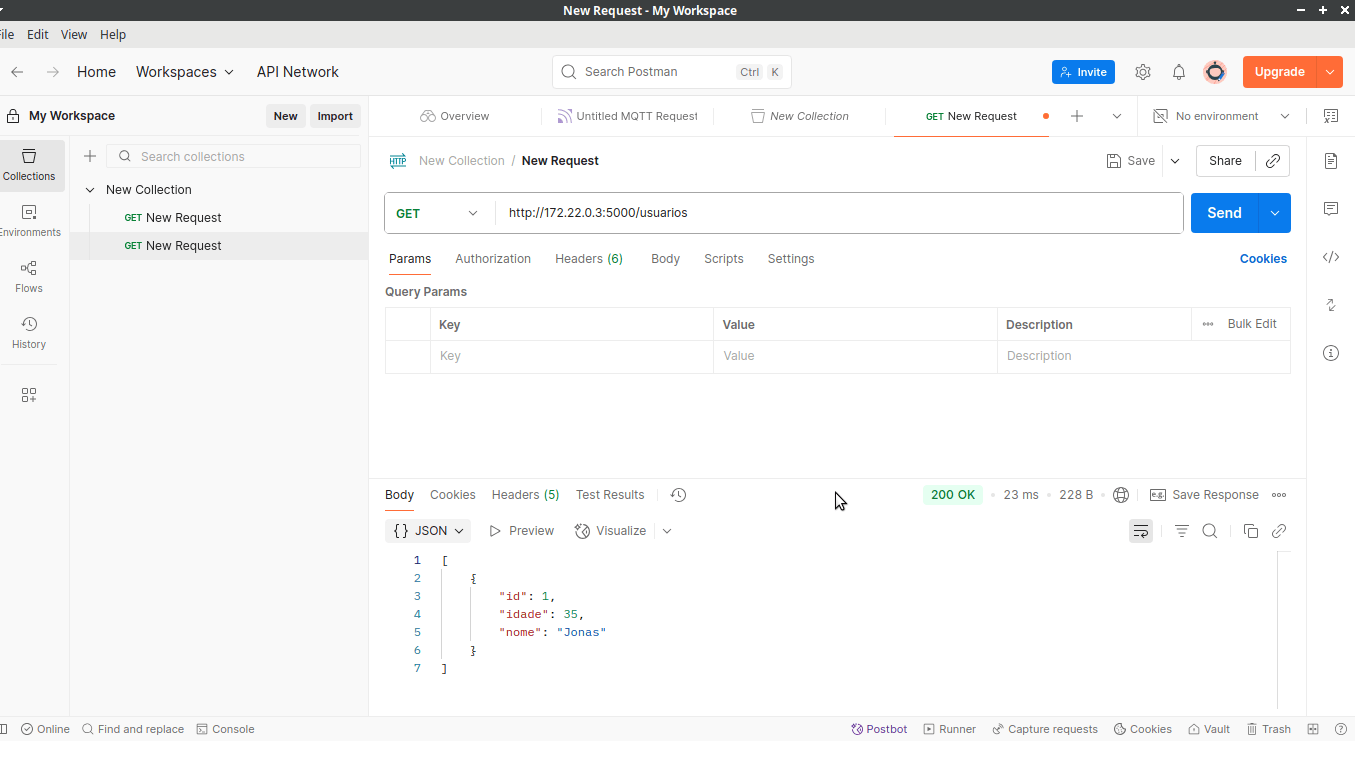 New Request - My Workspace
ile Edit View Help
Home Workspaces API Network Search Postman Ctrl K Invite Upgrade
My Workspace New Import Overview Untitled MQTT Request New Collection GET New Request No environment
Collections Search collections New Collection / New Request Save Share
New Collection
GET New Request
GET New Request
Environments
Flows
History
GET http://172.22.0.3:5000/usuarios Send
Params Authorization Headers (6) Body Scripts Settings Cookies
Query Params
Key Value Description Bulk Edit
Key Value Description
Body Cookies Headers (5) Test Results 200 OK 23 ms 228 B e.g. Save Response
{} JSON Preview Visualize
1 [
2 {
3 "id": 1,
4 "idade": 35,
5 "nome": "Jonas"
6 }
7 ]
Online Find and replace Console Postbot Runner Capture requests Cookies Vault Trash